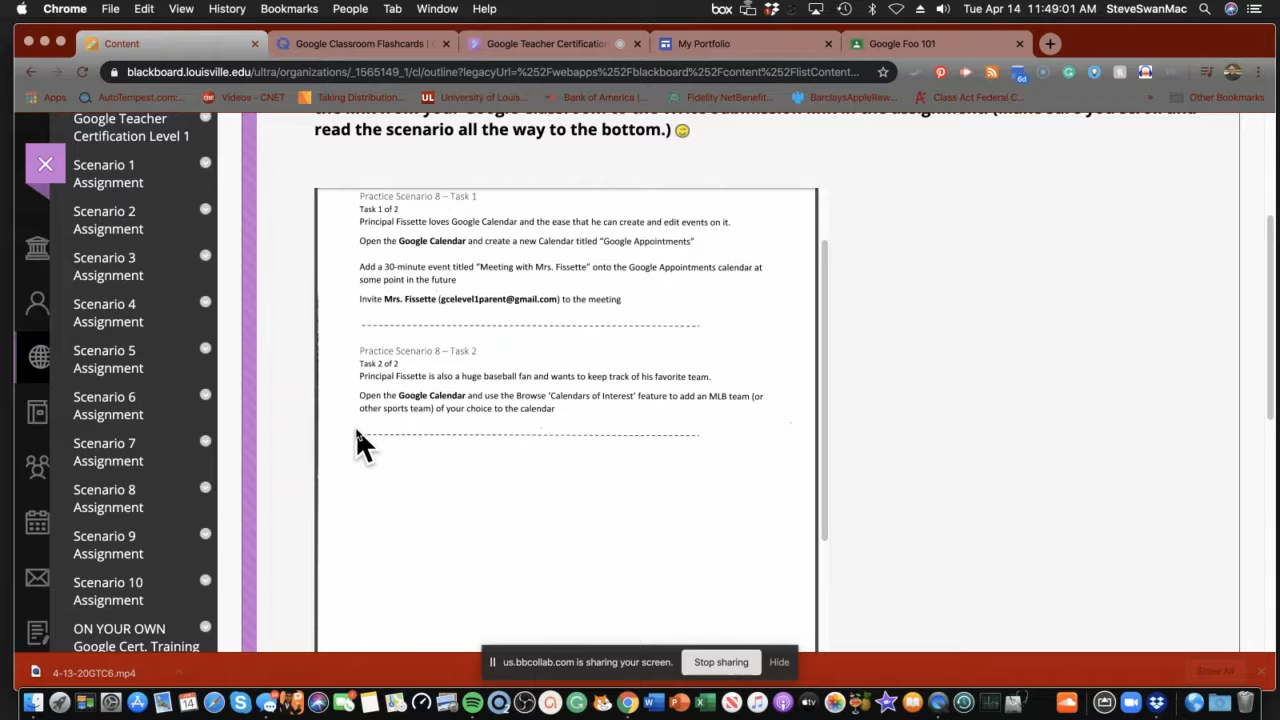 Chrome File Edit View History Bookmarks People Tab Window Help box Tue Apr 14 11:49:01 AM SteveSwanMac
Content Google Classroom Flashcards | Google Teacher Certification My Portfolio Google Foo 101
blackboard.louisville.edu/ultra/organizations/_1565149_1/cl/outline?legacyUrl=%252Fwebapps%252Fblackboard%252Fcontent%252FlistContent...
6d
Apps AutoTempest.com:... Videos - CNET Taking Distribution... UL University of Louis... Bank of America |... Fidelity NetBenefit... BarclaysAppleRew... Class Act Federal C... » Other Bookmarks
read the scenario all the way to the bottom.)
Google Teacher
Certification Level 1
Scenario 1
Assignment
Scenario 2
Assignment
Scenario 3
Assignment
Scenario 4
Assignment
Scenario 5
Assignment
Scenario 6
Assignment
Scenario 7
Assignment
Scenario 8
Assignment
Scenario 9
Assignment
Scenario 10
Assignment
ON YOUR OWN
Google Cert. Training
Practice Scenario 8 – Task 1
Task 1 of 2
Principal Fissette loves Google Calendar and the ease that he can create and edit events on it.
Open the Google Calendar and create a new Calendar titled “Google Appointments”
Add a 30-minute event titled “Meeting with Mrs. Fissette” onto the Google Appointments calendar at
some point in the future
Invite Mrs. Fissette (gcelevel1parent@gmail.com) to the meeting
Practice Scenario 8 – Task 2
Task 2 of 2
Principal Fissette is also a huge baseball fan and wants to keep track of his favorite team.
Open the Google Calendar and use the Browse ‘Calendars of Interest’ feature to add an MLB team (or
other sports team) of your choice to the calendar
us.bbcollab.com is sharing your screen. Stop sharing Hide
4-13-20GTC6.mp4 Show All